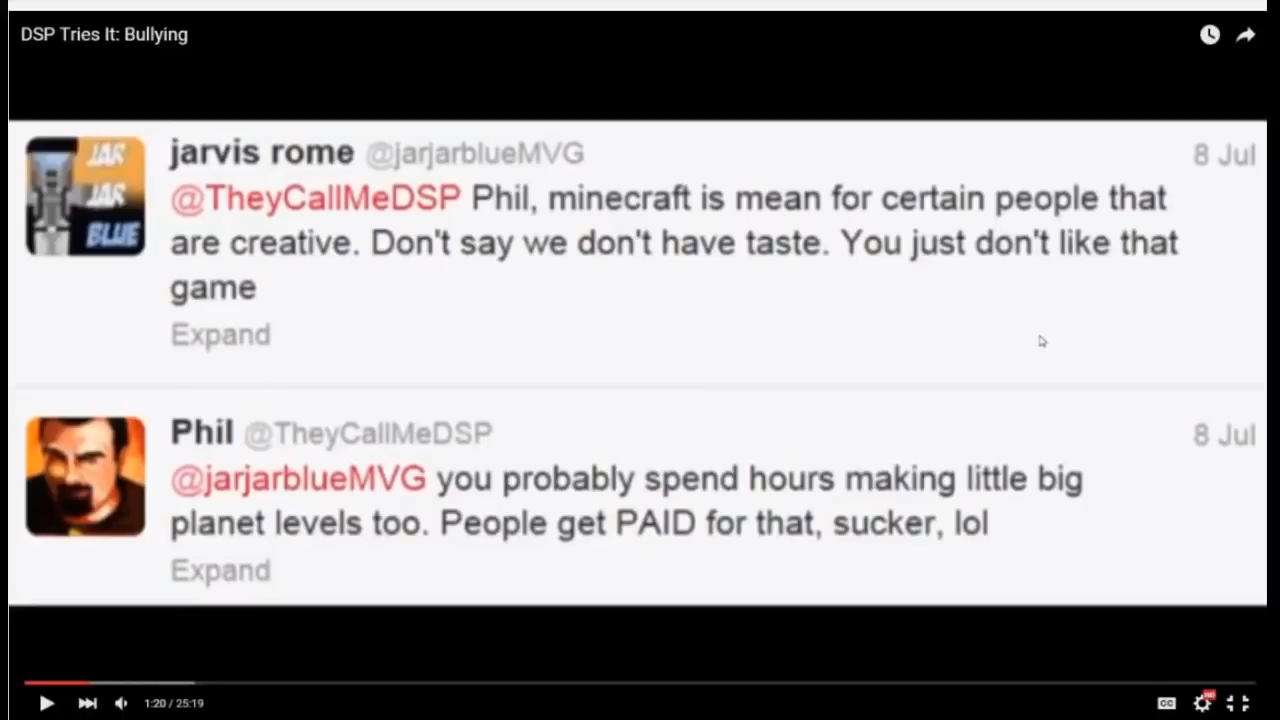 DSP Tries It: Bullying
JAR
JAR
BLUE
jarvis rome @jarjarblueMVG 8 Jul
@TheyCallMeDSP Phil, minecraft is mean for certain people that
are creative. Don't say we don't have taste. You just don't like that
game
Expand
Phil @TheyCallMeDSP 8 Jul
@jarjarblueMVG you probably spend hours making little big
planet levels too. People get PAID for that, sucker, lol
Expand
1:20 / 25:19
CC
HD